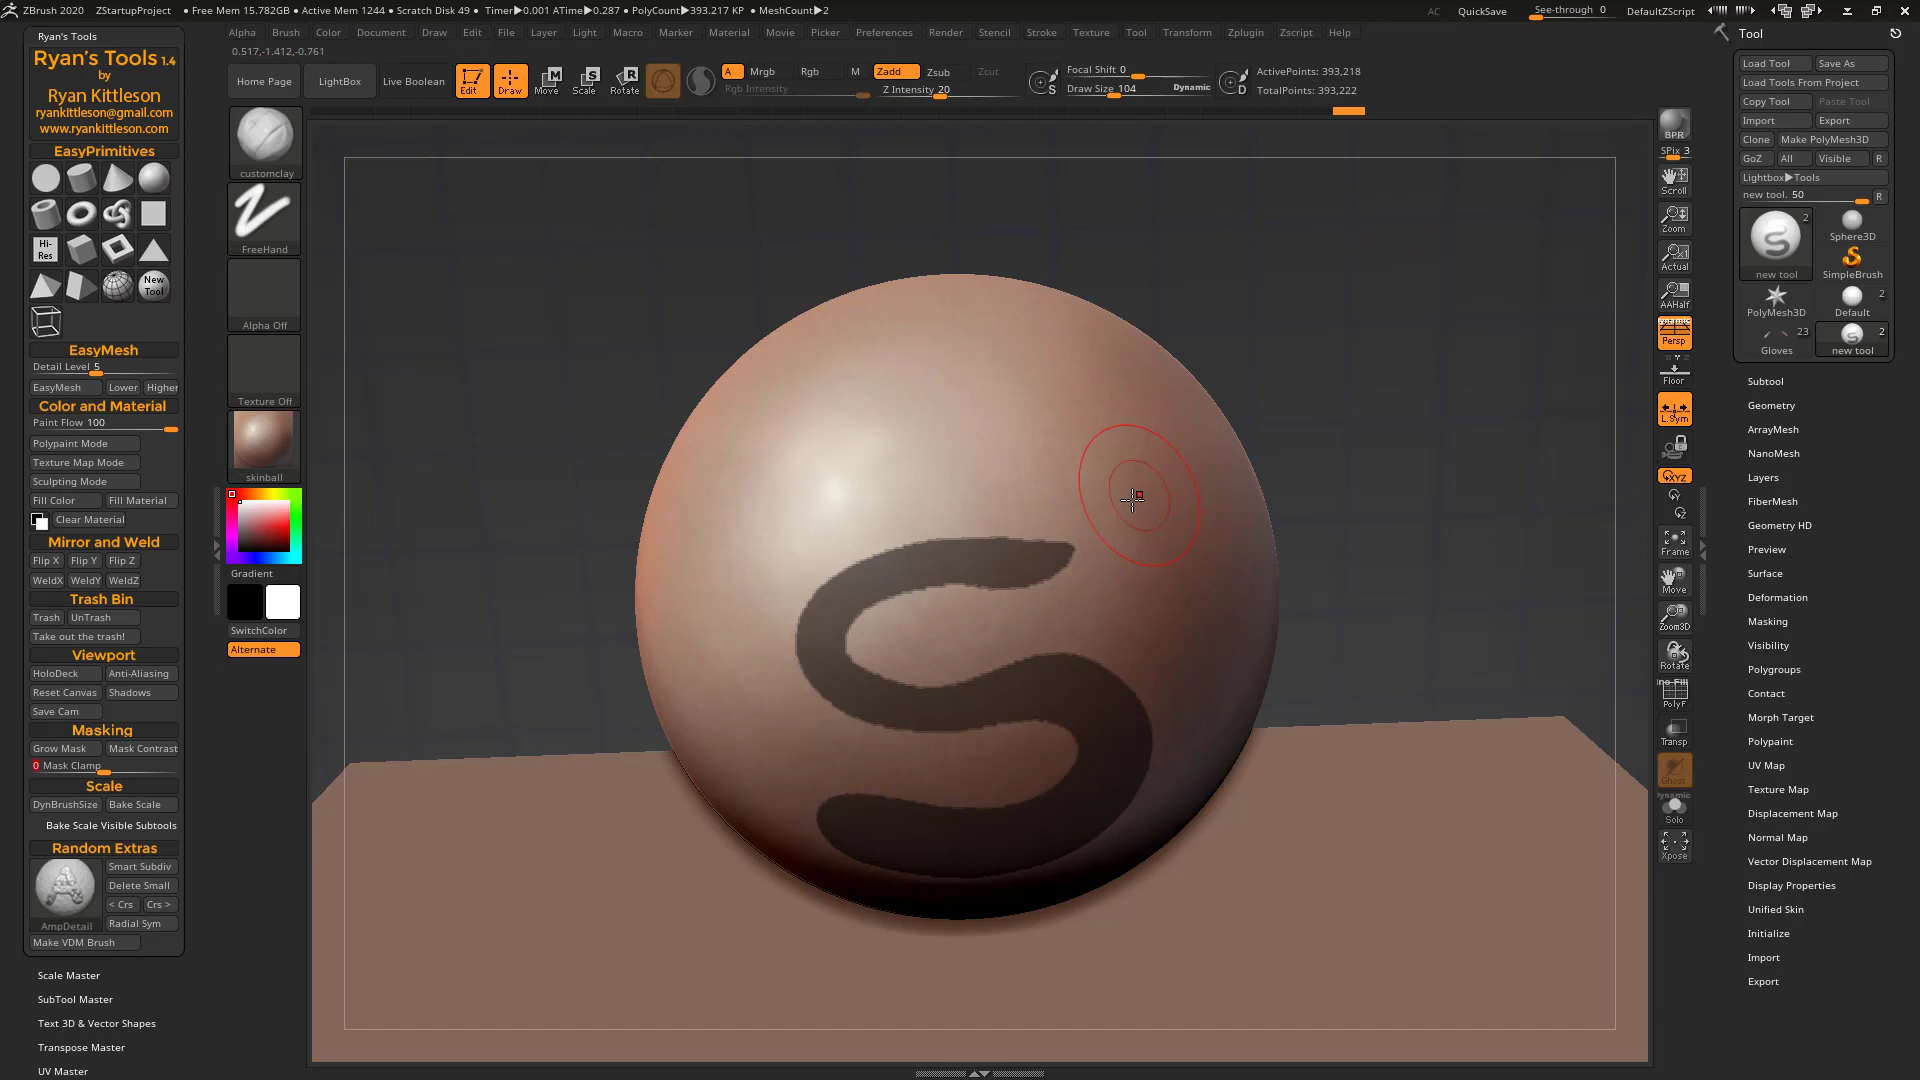 ZBrush 2020 ZStartupProject • Free Mem 15.782GB • Active Mem 1244 • Scratch Disk 49 • Timer▶0.001 ATime▶0.287 • PolyCount▶393.217 KP • MeshCount▶2 AC QuickSave See-through 0 DefaultZScript
Ryan's Tools
Ryan's Tools 1.4
by
Ryan Kittleson
ryankittleson@gmail.com
www.ryankittleson.com
EasyPrimitives
Hi-Res
New Tool
EasyMesh
Detail Level 5
EasyMesh Lower Higher
Color and Material
Paint Flow 100
Polypaint Mode
Texture Map Mode
Sculpting Mode
Fill Color Fill Material
Clear Material
Mirror and Weld
Flip X Flip Y Flip Z
WeldX WeldY WeldZ
Trash Bin
Trash UnTrash
Take out the trash!
Viewport
HoloDeck Anti-Aliasing
Reset Canvas Shadows
Save Cam
Masking
Grow Mask Mask Contrast
0 Mask Clamp
Scale
DynBrushSize Bake Scale
Bake Scale Visible Subtools
Random Extras
Smart Subdiv
Delete Small
< Crs Crs >
AmpDetail Radial Sym
Make VDM Brush
Scale Master
SubTool Master
Text 3D & Vector Shapes
Transpose Master
UV Master
Alpha Brush Color Document Draw Edit File Layer Light Macro Marker Material Movie Picker Preferences Render Stencil Stroke Texture Tool Transform Zplugin Zscript Help
0.517,-1.412,-0.761
Home Page LightBox Live Boolean Edit Draw Move Scale Rotate
A Mrgb Rgb M Zadd Zsub Zcut
Rgb Intensity Z Intensity 20
S Focal Shift 0
Draw Size 104 Dynamic D
ActivePoints: 393,218
TotalPoints: 393,222
customclay
FreeHand
Alpha Off
Texture Off
skinball
Gradient
SwitchColor
Alternate
BPR
SPix 3
Scroll
Zoom
Actual
AAHalf
Dynamic
Persp
Floor
L.Sym
XYZ
Y
Z
Frame
Move
Zoom3D
Rotate
Line Fill
PolyF
Transp
Ghost
Dynamic
Solo
Xpose
Tool
Load Tool Save As
Load Tools From Project
Copy Tool Paste Tool
Import Export
Clone Make PolyMesh3D
GoZ All Visible R
Lightbox▶Tools
new tool. 50 R
2
new tool
Sphere3D
SimpleBrush
PolyMesh3D
2
Default
23
Gloves
2
new tool
Subtool
Geometry
ArrayMesh
NanoMesh
Layers
FiberMesh
Geometry HD
Preview
Surface
Deformation
Masking
Visibility
Polygroups
Contact
Morph Target
Polypaint
UV Map
Texture Map
Displacement Map
Normal Map
Vector Displacement Map
Display Properties
Unified Skin
Initialize
Import
Export